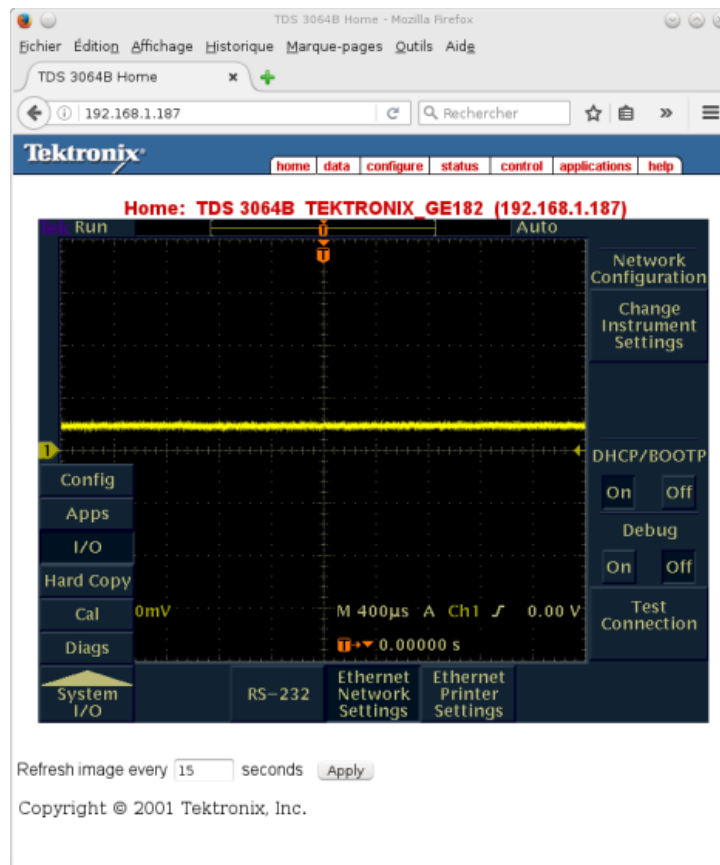 TDS 3064B Home - Mozilla Firefox
Fichier Édition Affichage Historique Marque-pages Outils Aide
TDS 3064B Home
192.168.1.187
Rechercher
Tektronix
home data configure status control applications help
Home: TDS 3064B TEKTRONIX_GE182 (192.168.1.187)
Tek Run
Auto
T
Network
Configuration
Change
Instrument
Settings
1
DHCP/BOOTP
On Off
Debug
On Off
Test
Connection
Config
Apps
I/O
Hard Copy
Cal
Diags
System
I/O
0mV
M 400µs A Ch1 0.00 V
T 0.00000 s
RS-232
Ethernet
Network
Settings
Ethernet
Printer
Settings
Refresh image every 15 seconds Apply
Copyright © 2001 Tektronix, Inc.